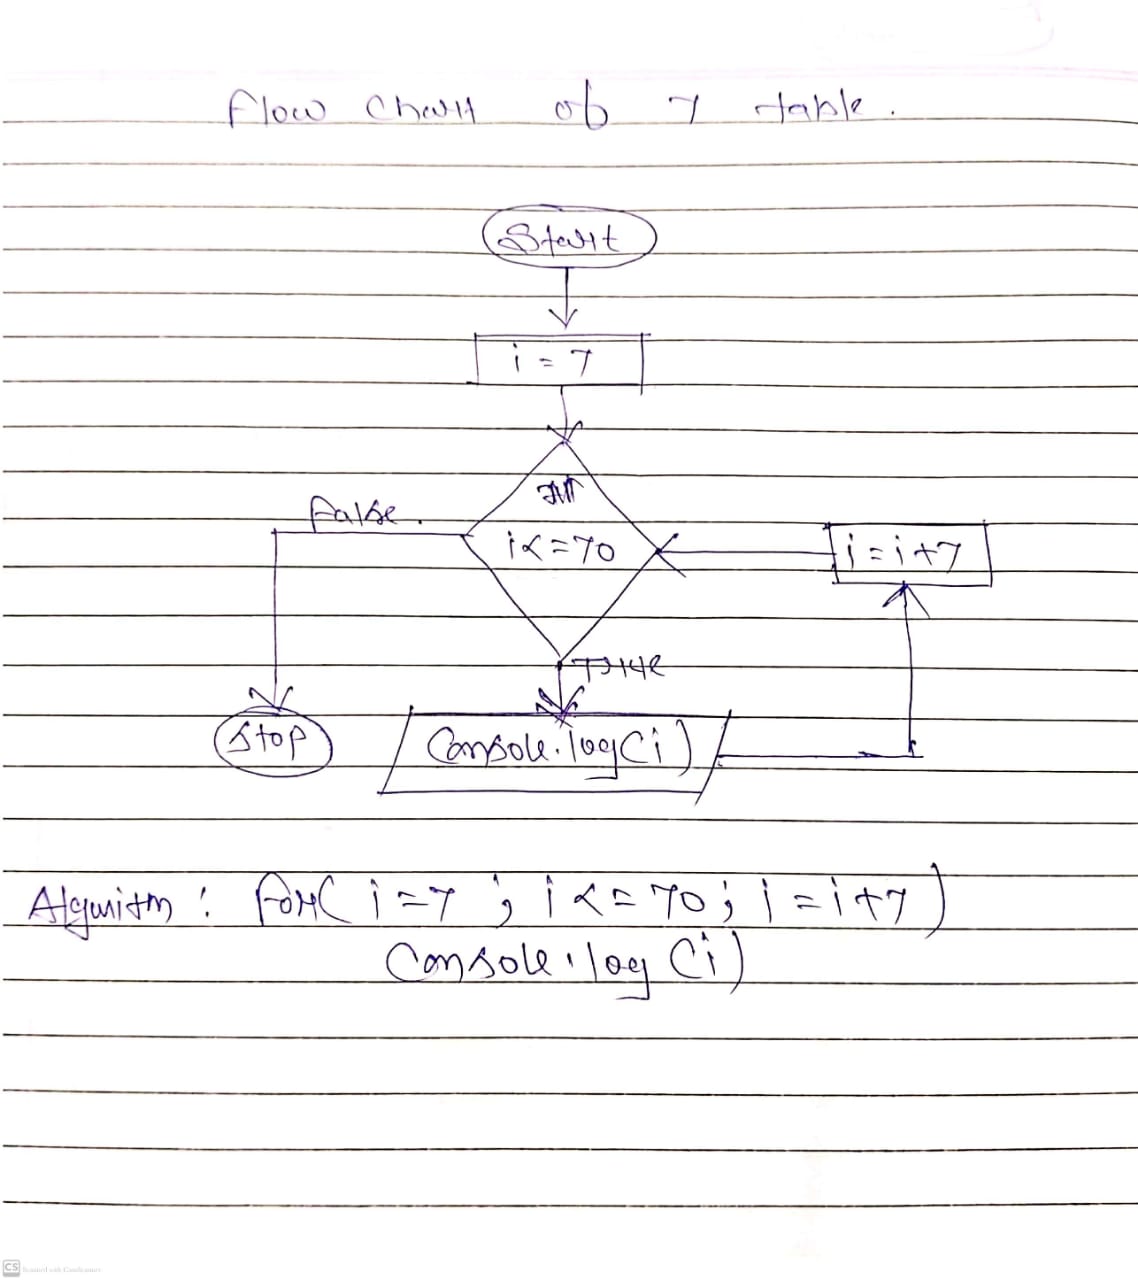 Flow Chart of 7 table.
Start
i = 7
False.
i<=70
i=i+7
True
Stop
Console.log(i)
Algorithm : for( i=7 ; i<=70; i=i+7)
Console.log(i)
CS Scanned with CamScanner